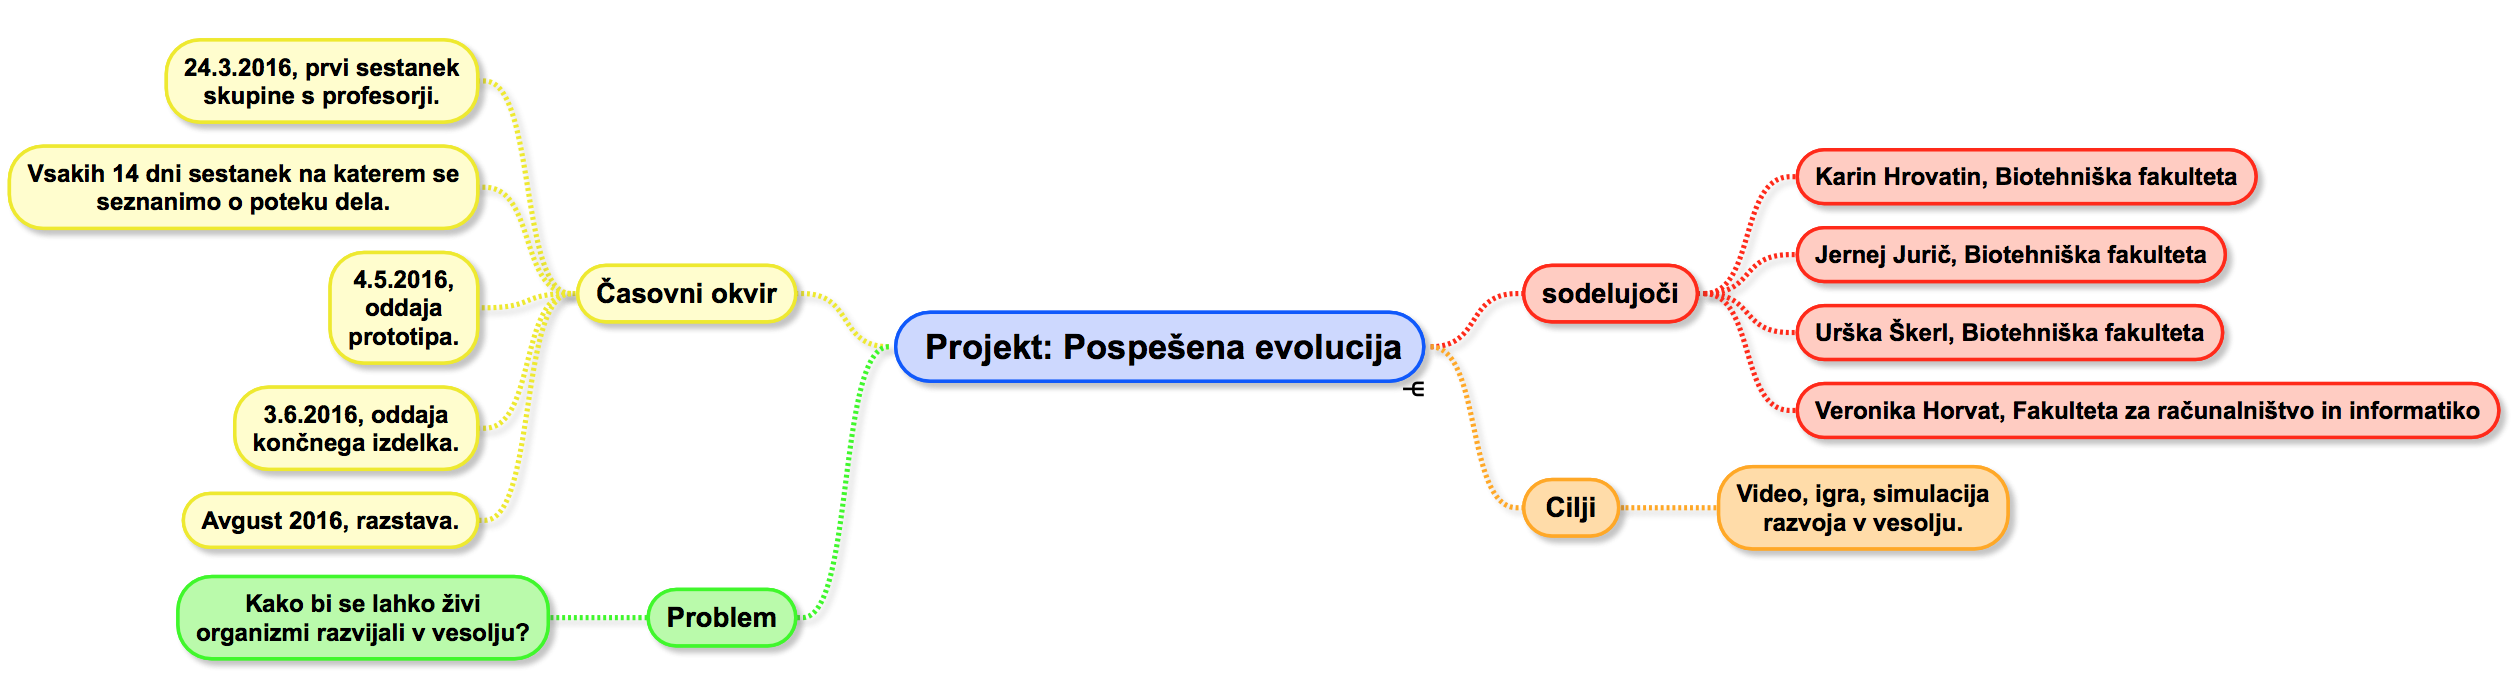 Projekt: Pospešena evolucija
Časovni okvir
24.3.2016, prvi sestanek
skupine s profesorji.
Vsakih 14 dni sestanek na katerem se
seznanimo o poteku dela.
4.5.2016,
oddaja
prototipa.
3.6.2016, oddaja
končnega izdelka.
Avgust 2016, razstava.
Problem
Kako bi se lahko živi
organizmi razvijali v vesolju?
sodelujoči
Karin Hrovatin, Biotehniška fakulteta
Jernej Jurič, Biotehniška fakulteta
Urška Škerl, Biotehniška fakulteta
Veronika Horvat, Fakulteta za računalništvo in informatiko
Cilji
Video, igra, simulacija
razvoja v vesolju.